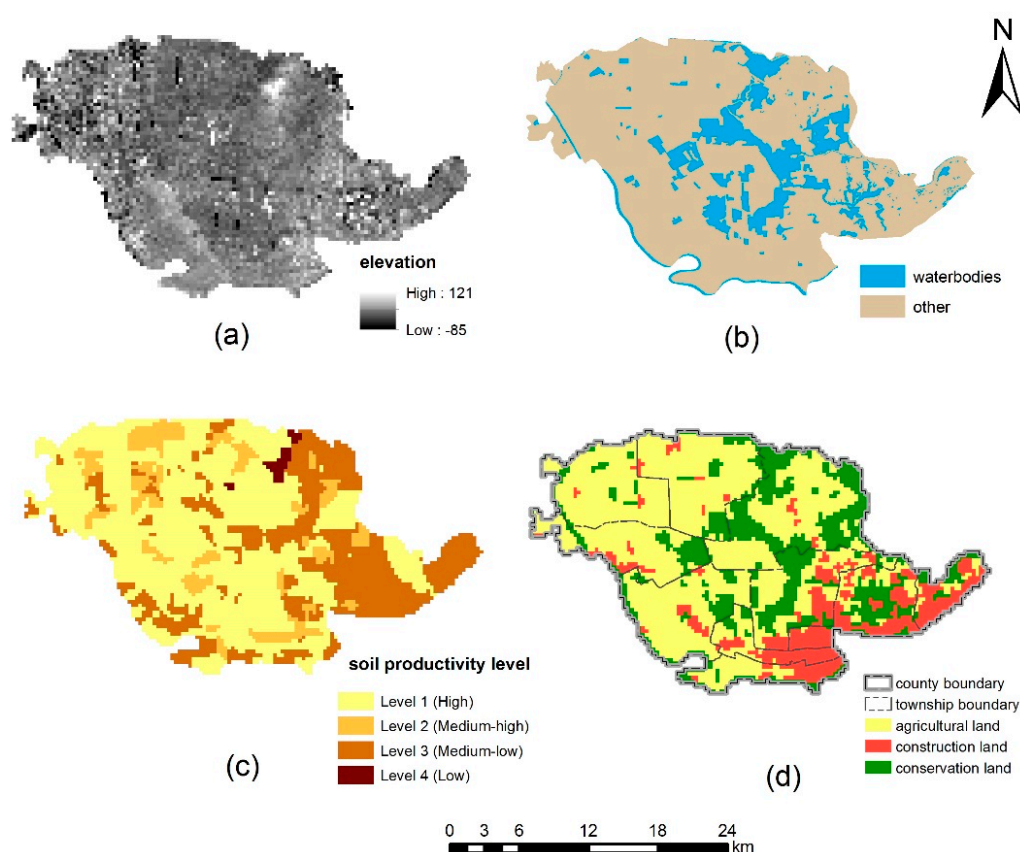 N
elevation
High : 121
Low : -85
(a)
waterbodies
other
(b)
soil productivity level
Level 1 (High)
Level 2 (Medium-high)
Level 3 (Medium-low)
Level 4 (Low)
(c)
county boundary
township boundary
agricultural land
construction land
conservation land
(d)
0 3 6 12 18 24
km